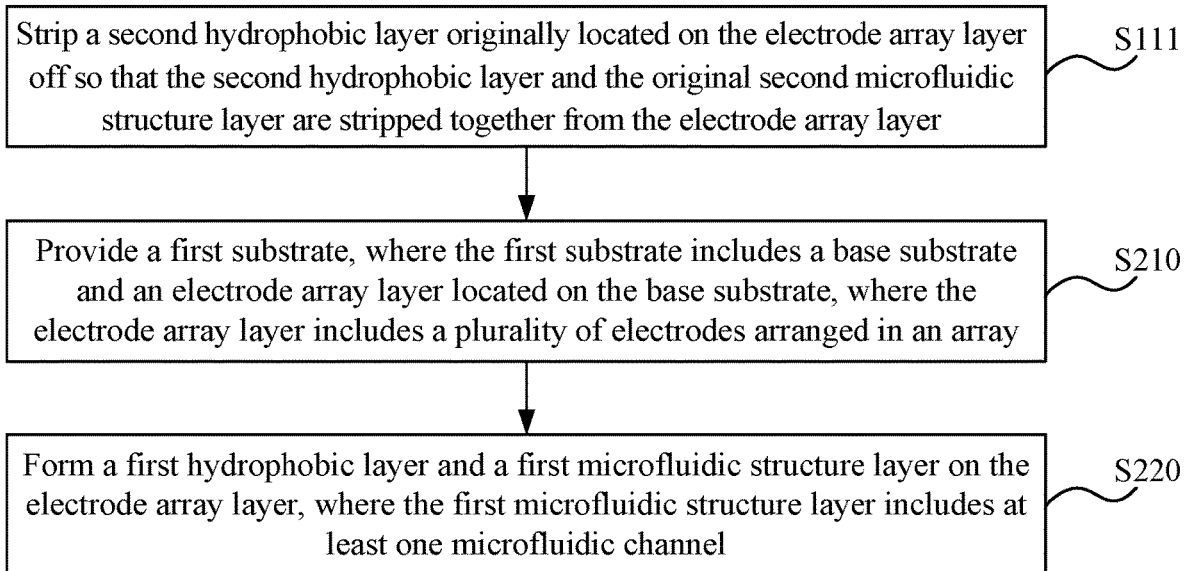 Strip a second hydrophobic layer originally located on the electrode array layer
off so that the second hydrophobic layer and the original second microfluidic
structure layer are stripped together from the electrode array layer
S111
Provide a first substrate, where the first substrate includes a base substrate
and an electrode array layer located on the base substrate, where the
electrode array layer includes a plurality of electrodes arranged in an array
S210
Form a first hydrophobic layer and a first microfluidic structure layer on the
electrode array layer, where the first microfluidic structure layer includes at
least one microfluidic channel
S220